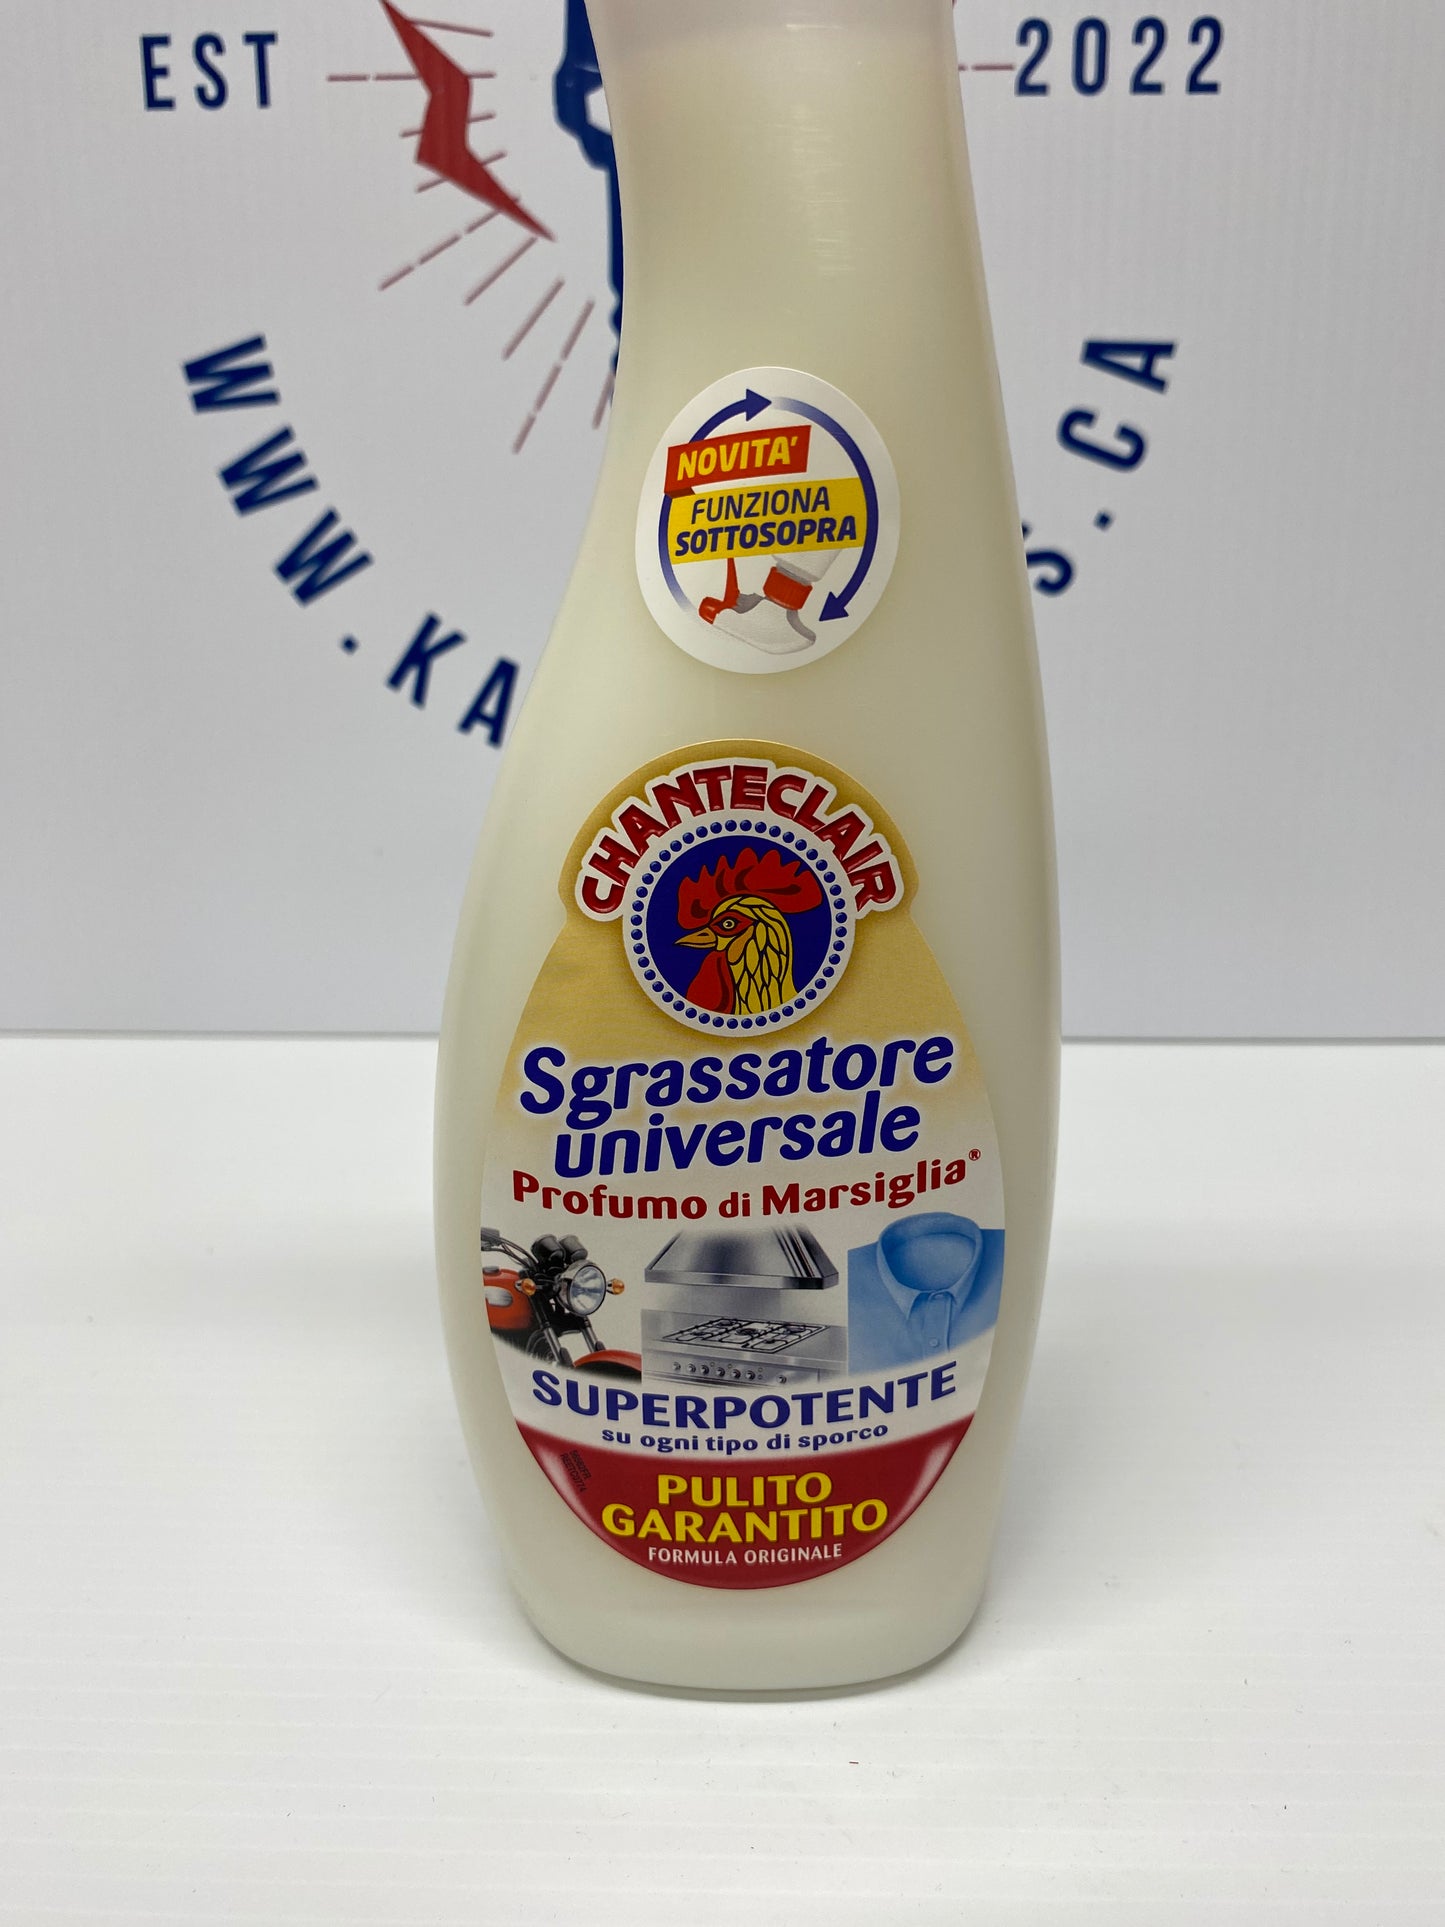 EST
2022
WWW.KA
S.CA
NOVITA'
FUNZIONA
SOTTOSOPRA
CHANTECLAIR
Sgrassatore
universale
Profumo di Marsiglia®
SUPERPOTENTE
su ogni tipo di sporco
PULITO
GARANTITO
FORMULA ORIGINALE